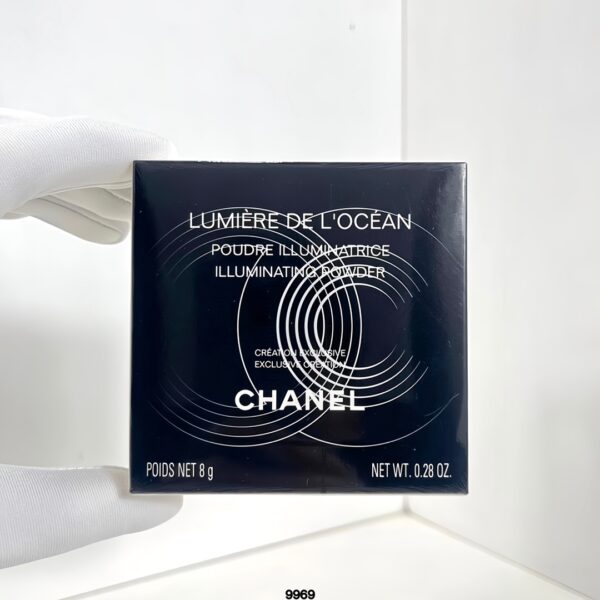 LUMIÈRE DE L'OCÉAN
POUDRE ILLUMINATRICE
ILLUMINATING POWDER
CRÉATION EXCLUSIVE
EXCLUSIVE CREATION
CHANEL
POIDS NET 8 g NET WT. 0.28 OZ.
9969